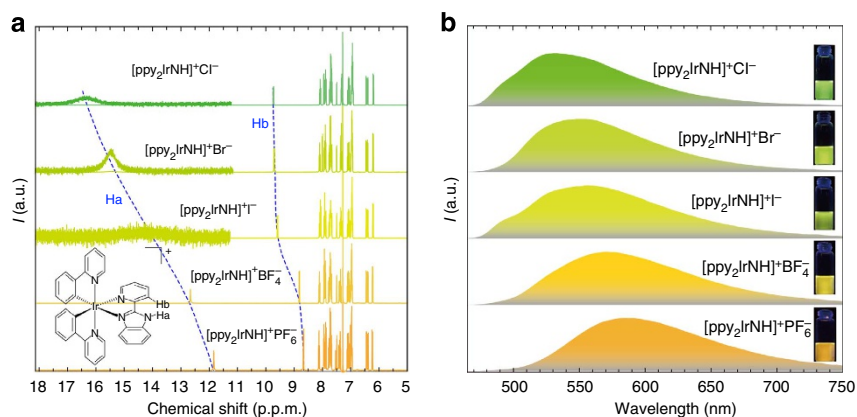 a
[ppy₂IrNH]⁺Cl⁻
Hb
[ppy₂IrNH]⁺Br⁻
Ha
[ppy₂IrNH]⁺I⁻
+
[ppy₂IrNH]⁺BF₄⁻
[ppy₂IrNH]⁺PF₆⁻
N
N
Hb
Ir
N
N
Ha
N
I (a.u.)
18 17 16 15 14 13 12 11 10 9 8 7 6 5
Chemical shift (p.p.m.)
b
[ppy₂IrNH]⁺Cl⁻
[ppy₂IrNH]⁺Br⁻
[ppy₂IrNH]⁺I⁻
[ppy₂IrNH]⁺BF₄⁻
[ppy₂IrNH]⁺PF₆⁻
I (a.u.)
500 550 600 650 700 750
Wavelength (nm)